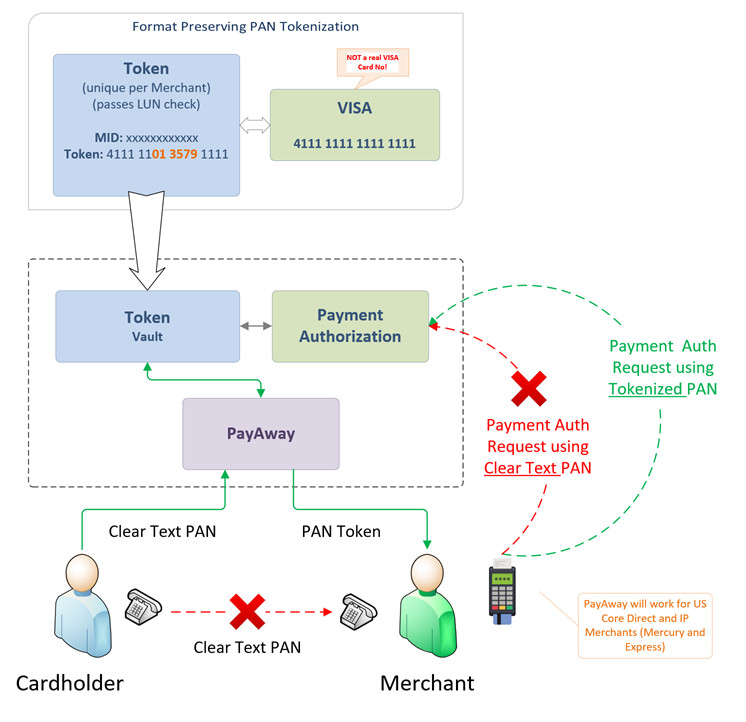 Format Preserving PAN Tokenization
NOT a real VISA
Card No!
Token
(unique per Merchant)
(passes LUN check)
MID: xxxxxxxxxxxx
Token: 4111 1101 3579 1111
VISA
4111 1111 1111 1111
Token
Vault
Payment
Authorization
PayAway
Payment Auth
Request using
Tokenized PAN
Payment Auth
Request using
Clear Text PAN
Clear Text PAN
PAN Token
Clear Text PAN
PayAway will work for US
Core Direct and IP
Merchants (Mercury and
Express)
Cardholder
Merchant